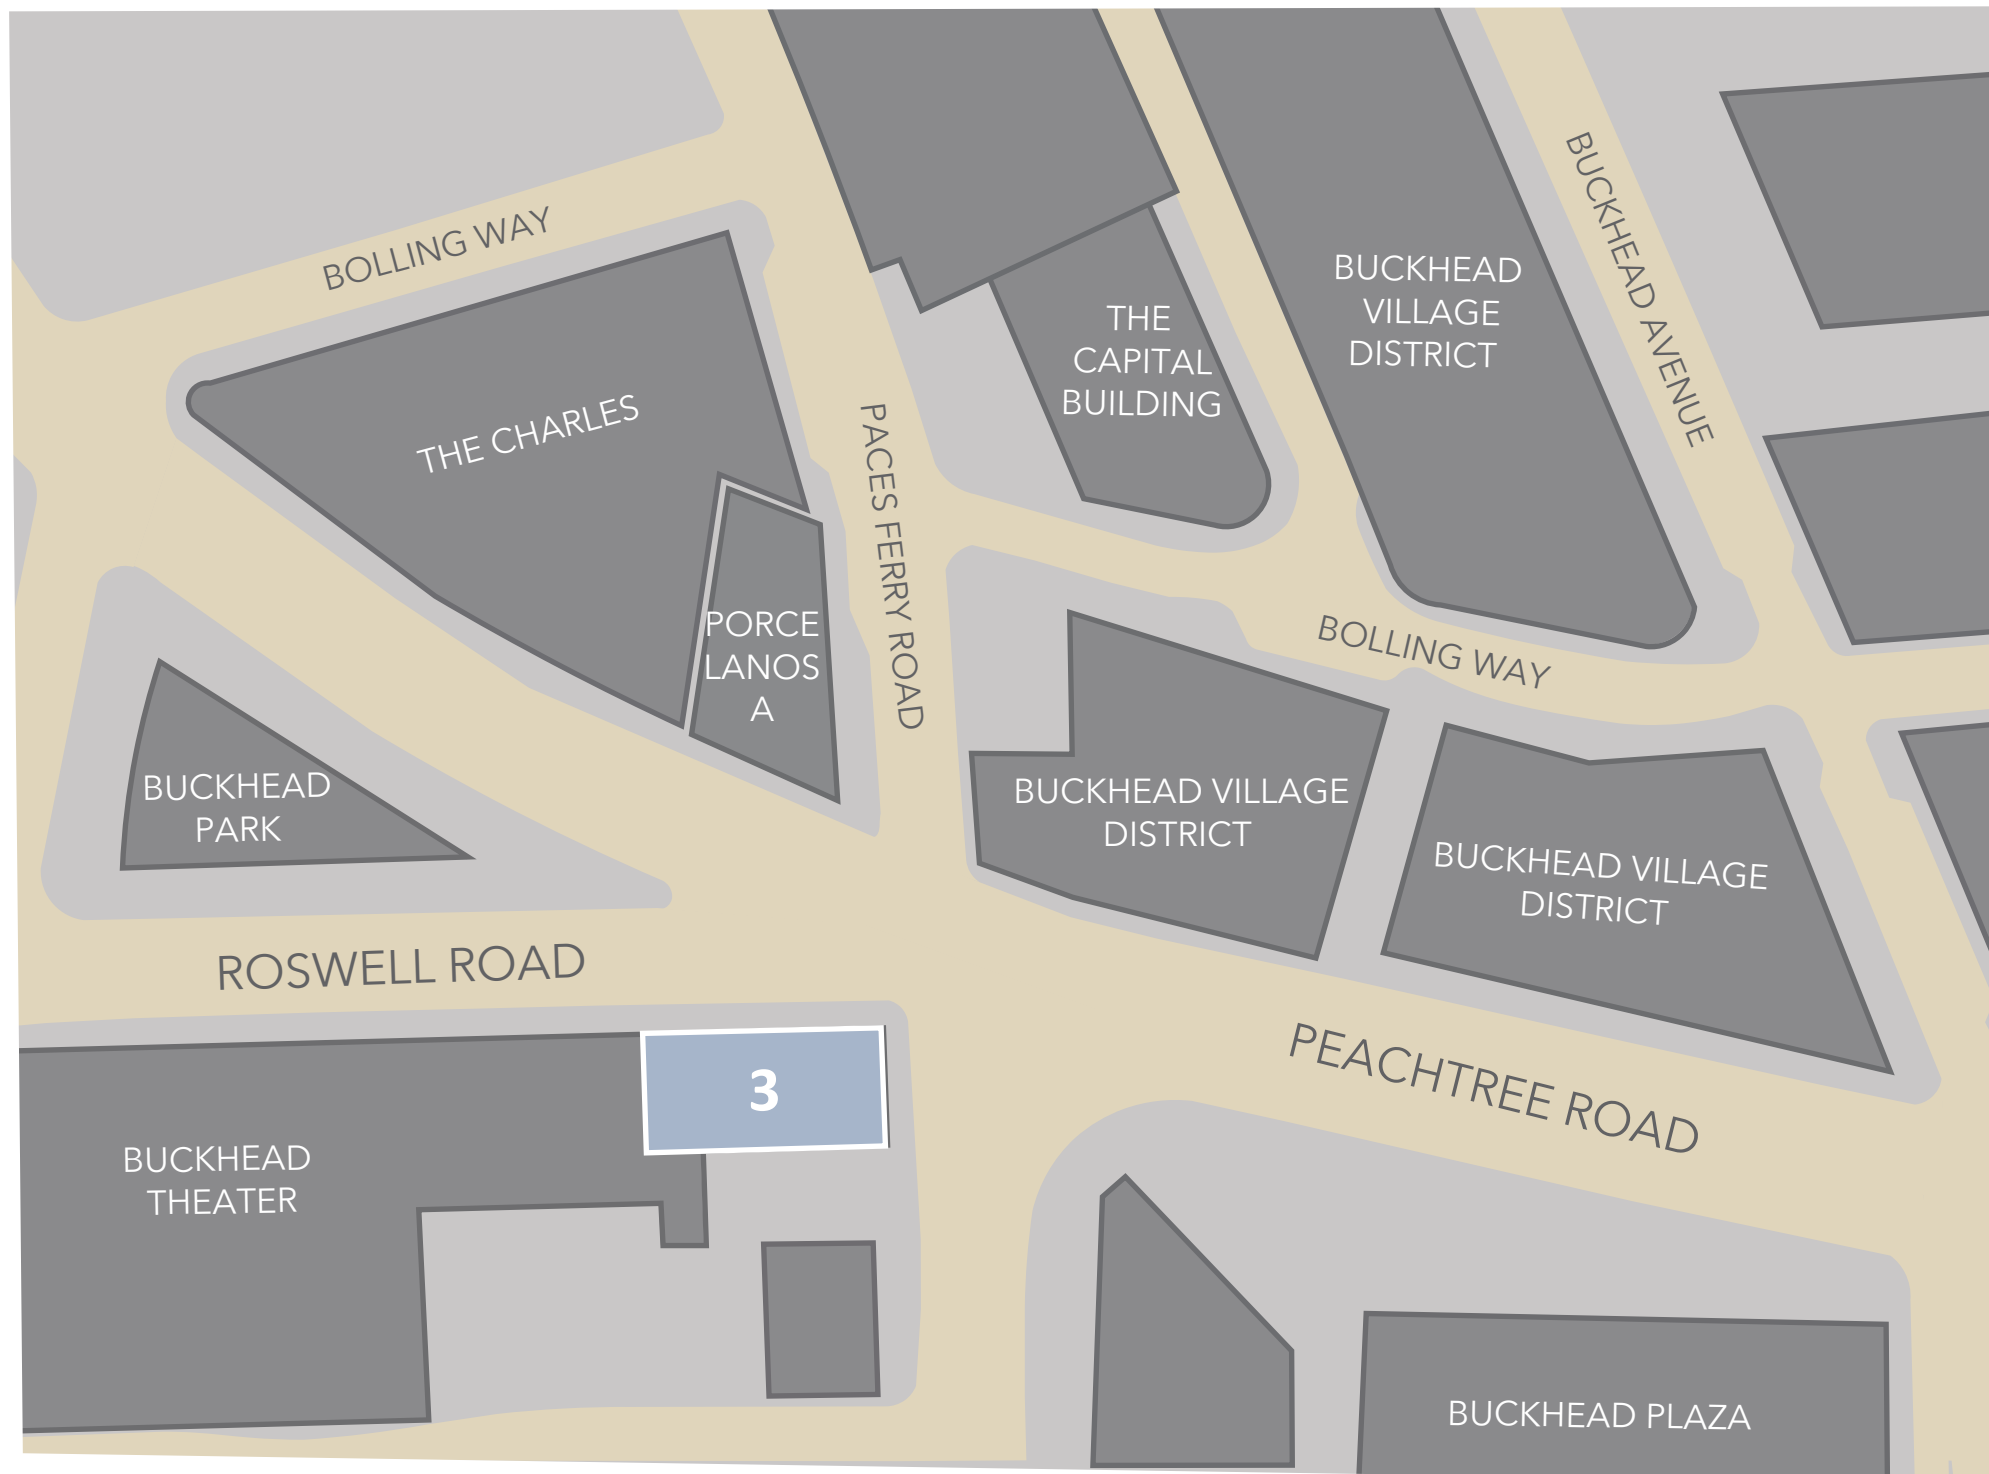 BOLLING WAY
BUCKHEAD AVENUE
BUCKHEAD
VILLAGE
DISTRICT
THE
CAPITAL
BUILDING
THE CHARLES
PACES FERRY ROAD
PORCE
LANOS
A
BOLLING WAY
BUCKHEAD
PARK
BUCKHEAD VILLAGE
DISTRICT
BUCKHEAD VILLAGE
DISTRICT
ROSWELL ROAD
PEACHTREE ROAD
3
BUCKHEAD
THEATER
BUCKHEAD PLAZA